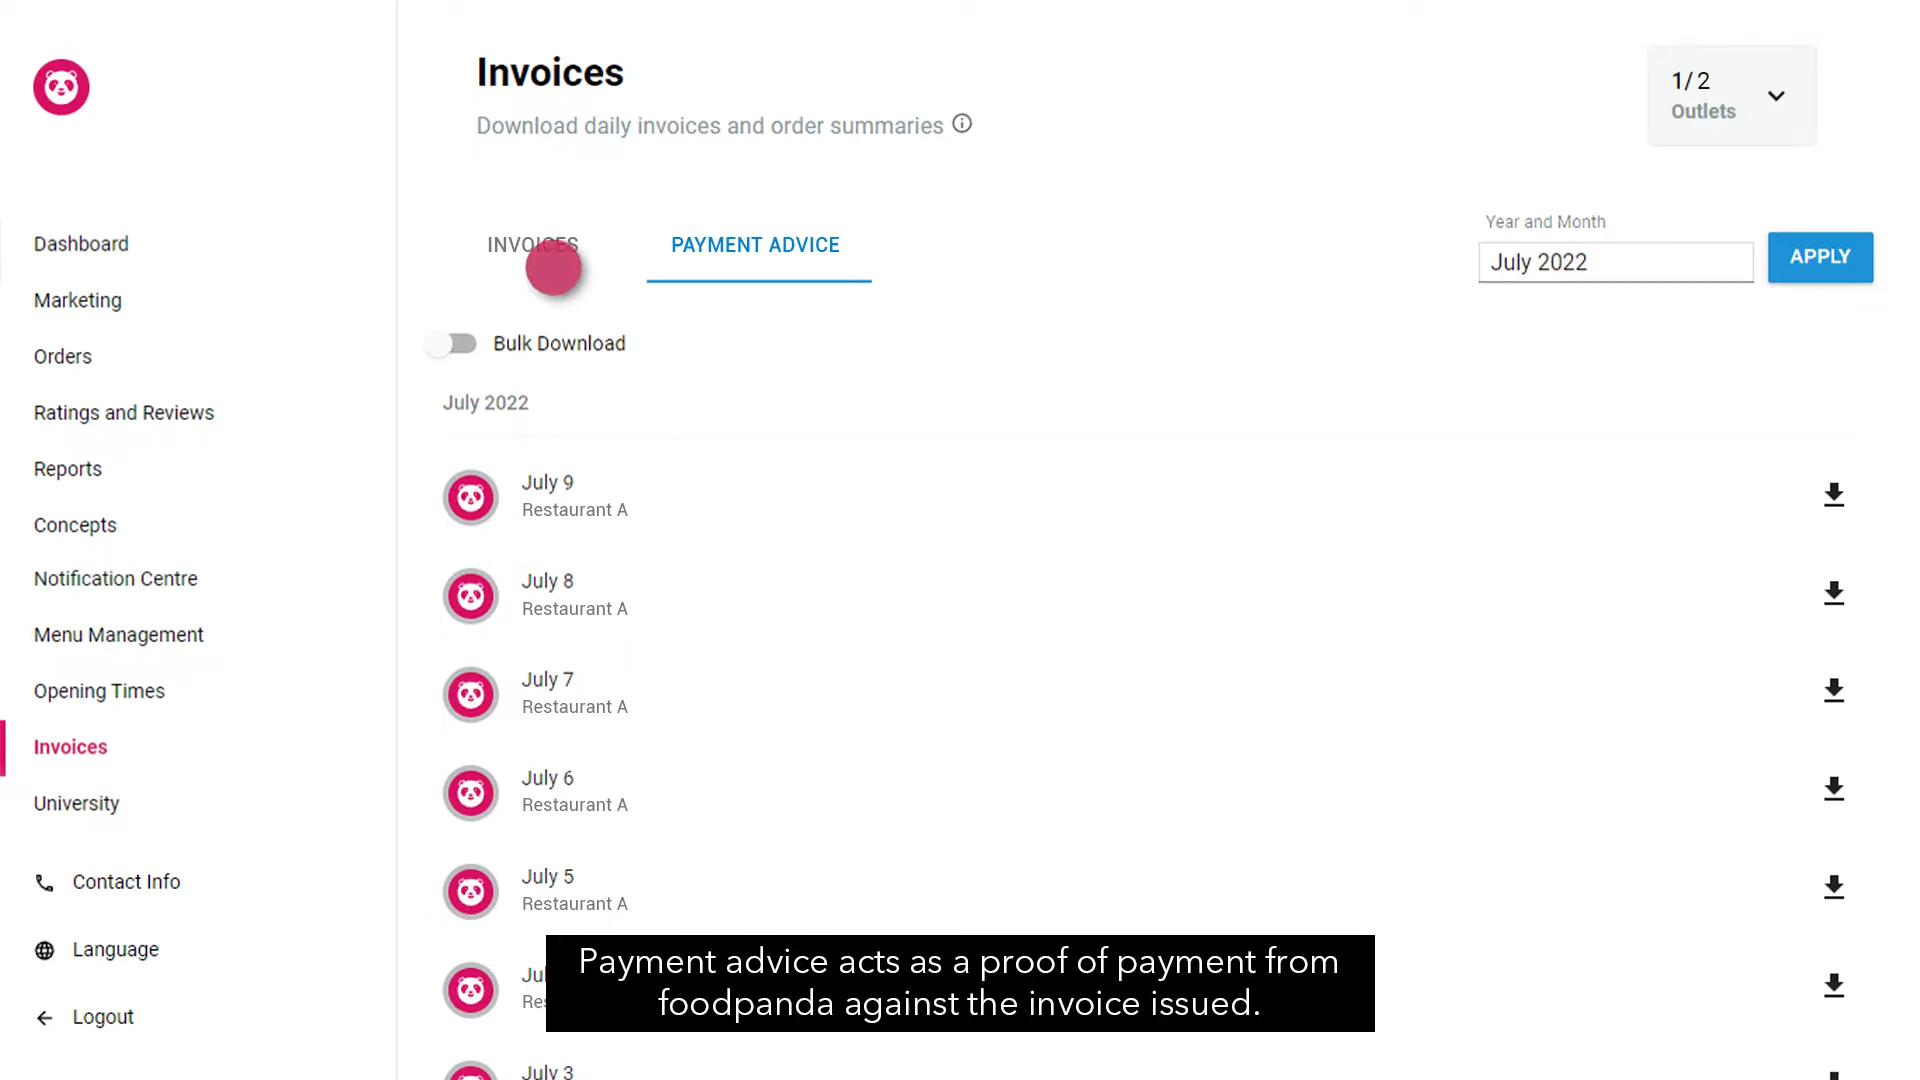 Invoices
Download daily invoices and order summaries
1/ 2
Outlets
Dashboard
Marketing
Orders
Ratings and Reviews
Reports
Concepts
Notification Centre
Menu Management
Opening Times
Invoices
University
Contact Info
Language
Logout
INVOICES
PAYMENT ADVICE
Year and Month
July 2022
APPLY
Bulk Download
July 2022
July 9
Restaurant A
July 8
Restaurant A
July 7
Restaurant A
July 6
Restaurant A
July 5
Restaurant A
July 3
Payment advice acts as a proof of payment from
foodpanda against the invoice issued.